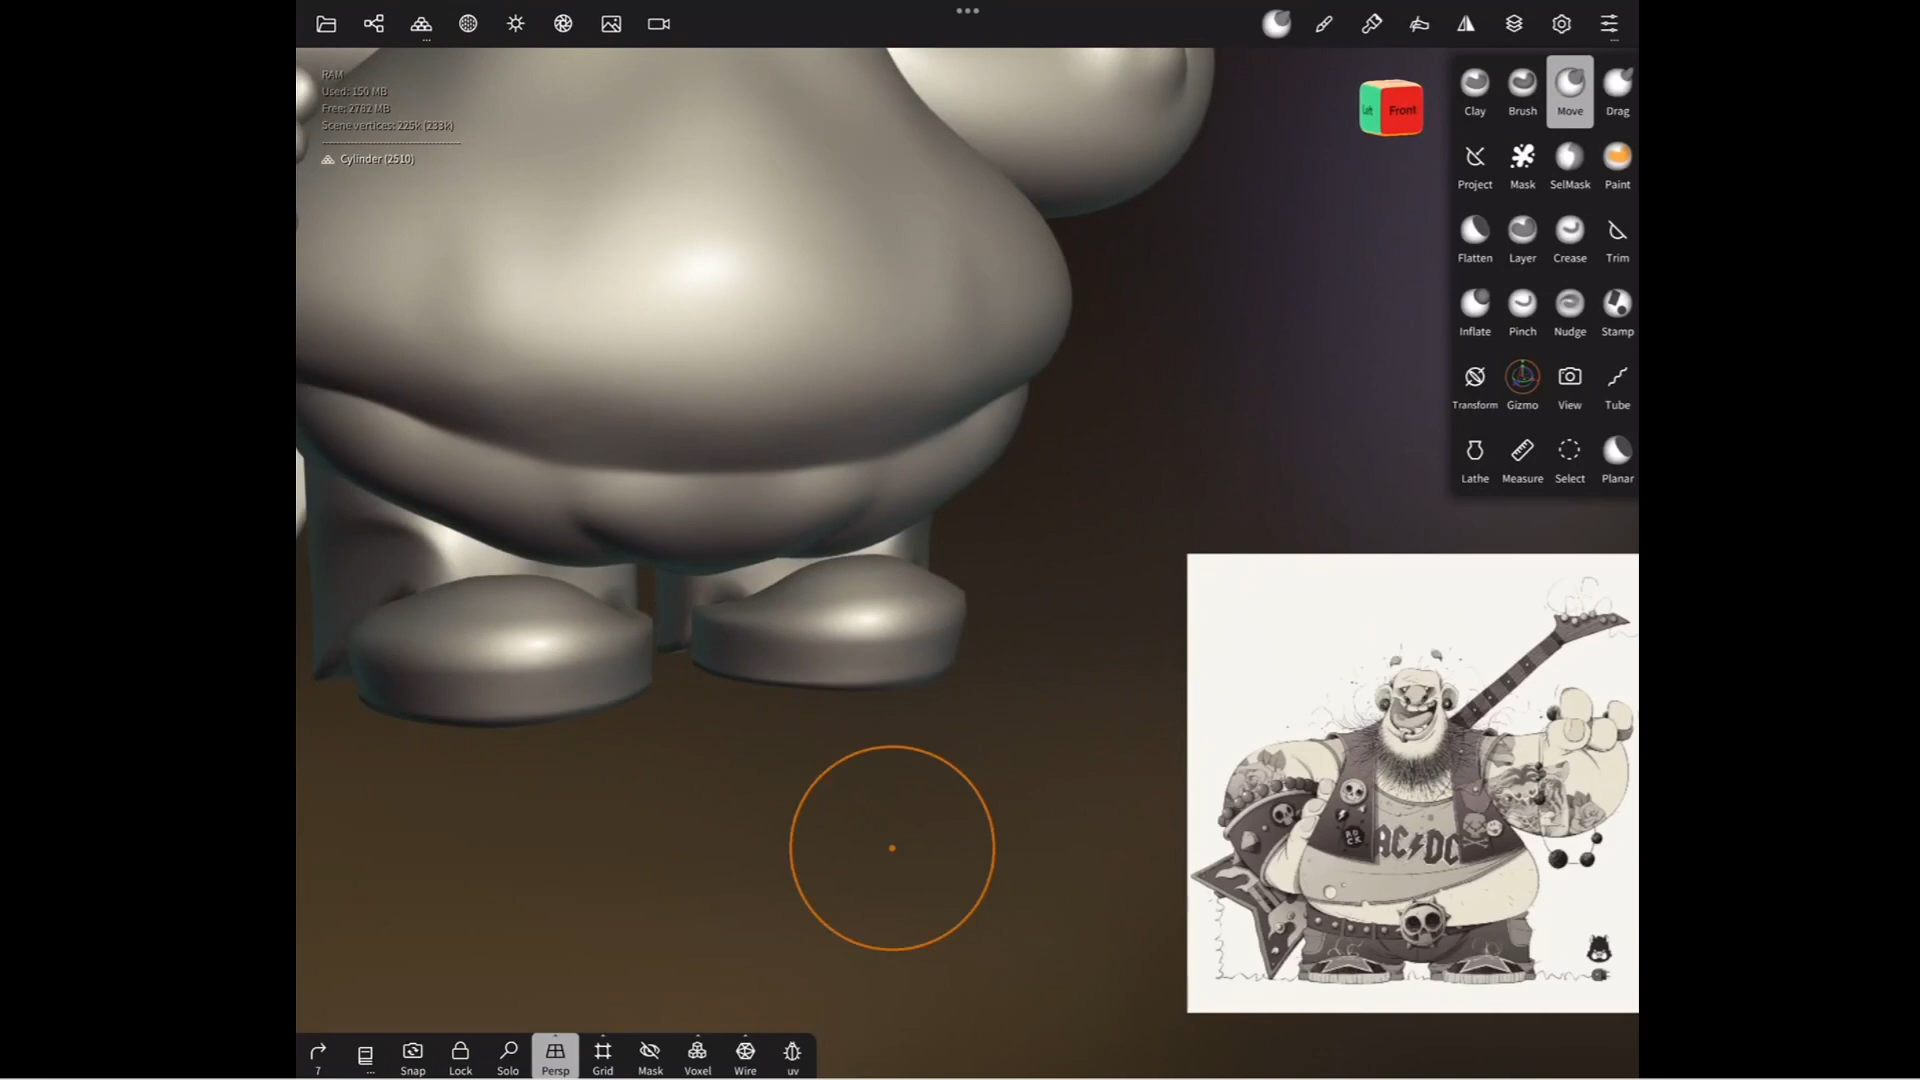 RAM
Used: 150 MB
Free: 2782 MB
Scene vertices: 225k (233k)
Cylinder (2510)
Left
Front
Clay
Brush
Move
Drag
Project
Mask
SelMask
Paint
Flatten
Layer
Crease
Trim
Inflate
Pinch
Nudge
Stamp
Transform
Gizmo
View
Tube
Lathe
Measure
Select
Planar
ROCK
AC DC
7
Snap
Lock
Solo
Persp
Grid
Mask
Voxel
Wire
uv